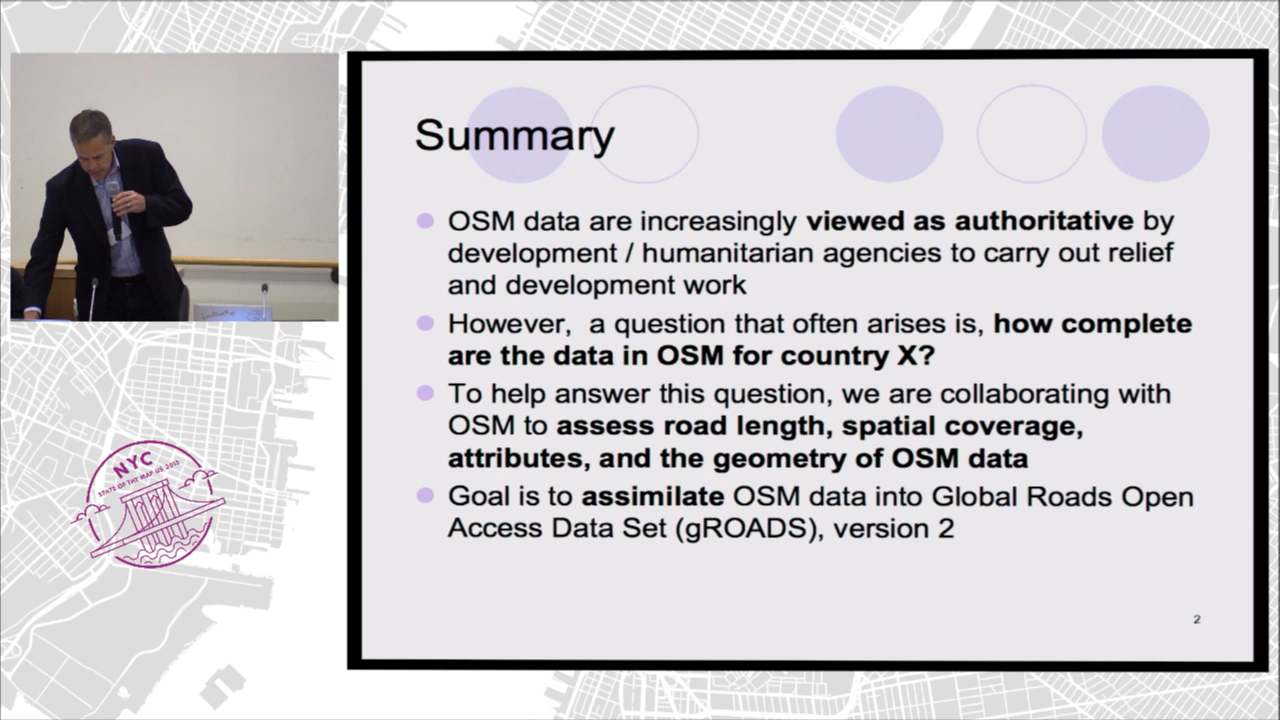 Summary
OSM data are increasingly viewed as authoritative by
development / humanitarian agencies to carry out relief
and development work
However,  a question that often arises is, how complete
are the data in OSM for country X?
To help answer this question, we are collaborating with
OSM to assess road length, spatial coverage,
attributes, and the geometry of OSM data
Goal is to assimilate OSM data into Global Roads Open
Access Data Set (gROADS), version 2
2
NYC
STATE OF THE MAP US 2015